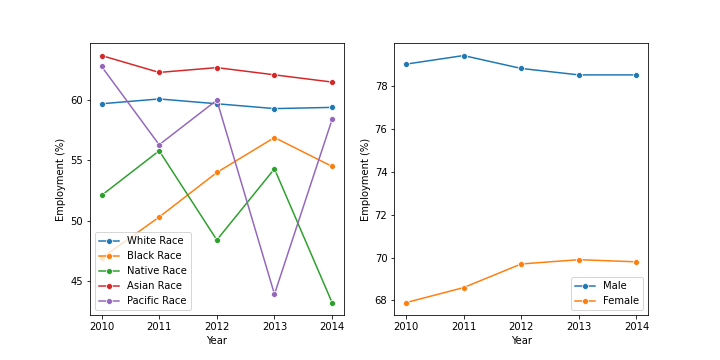 Employment (%)
60
55
50
45
White Race
Black Race
Native Race
Asian Race
Pacific Race
2010 2011 2012 2013 2014
Year
Employment (%)
78
76
74
72
70
68
Male
Female
2010 2011 2012 2013 2014
Year